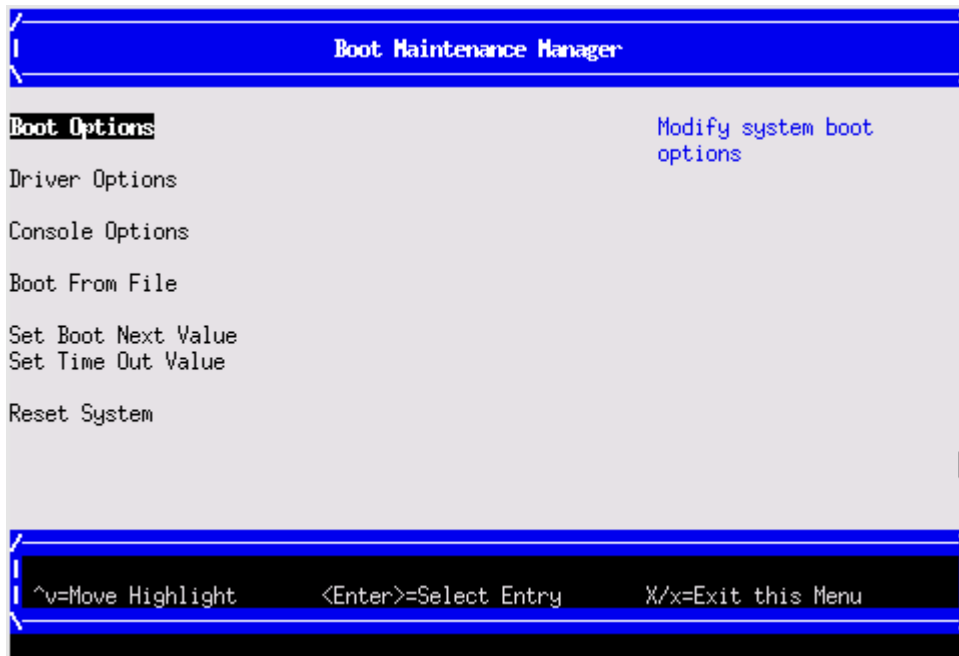 Boot Maintenance Manager
Boot Options
Modify system boot
options
Driver Options
Console Options
Boot From File
Set Boot Next Value
Set Time Out Value
Reset System
^v=Move Highlight <Enter>=Select Entry X/x=Exit this Menu